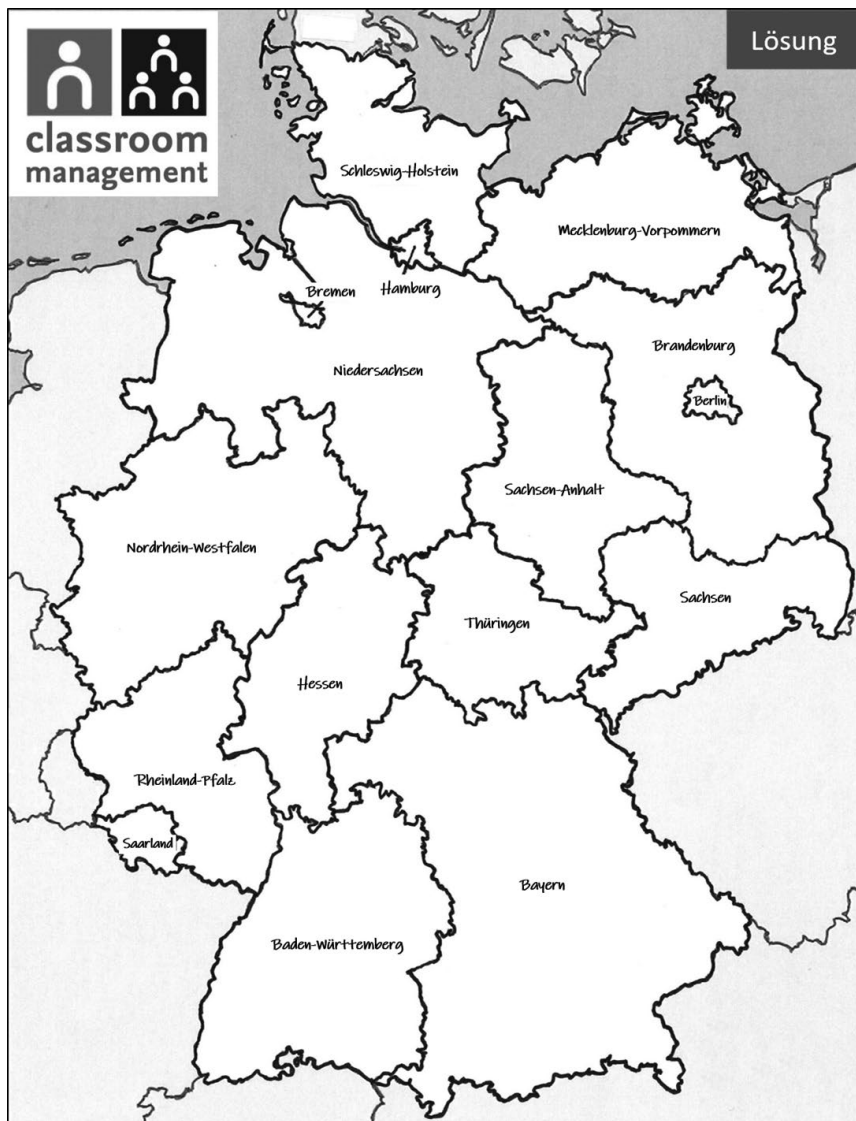 Lösung
classroom
management
Schleswig-Holstein
Mecklenburg-Vorpommern
Bremen
Hamburg
Brandenburg
Niedersachsen
Berlin
Sachsen-Anhalt
Nordrhein-Westfalen
Sachsen
Thüringen
Hessen
Rheinland-Pfalz
Saarland
Bayern
Baden-Württemberg